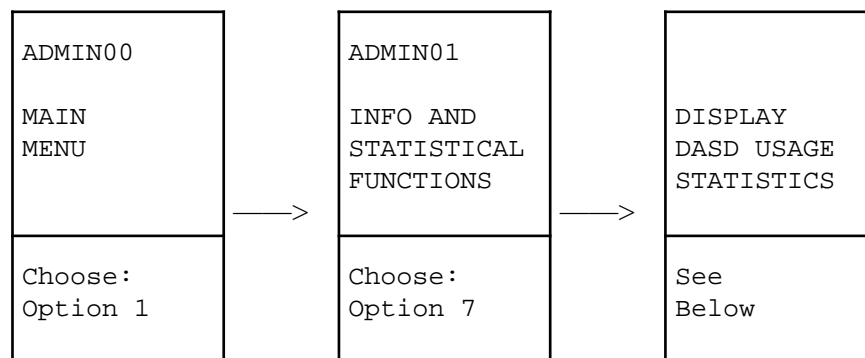 ADMIN00
MAIN
MENU
Choose:
Option 1
————>
ADMIN01
INFO AND
STATISTICAL
FUNCTIONS
Choose:
Option 7
————>
DISPLAY
DASD USAGE
STATISTICS
See
Below